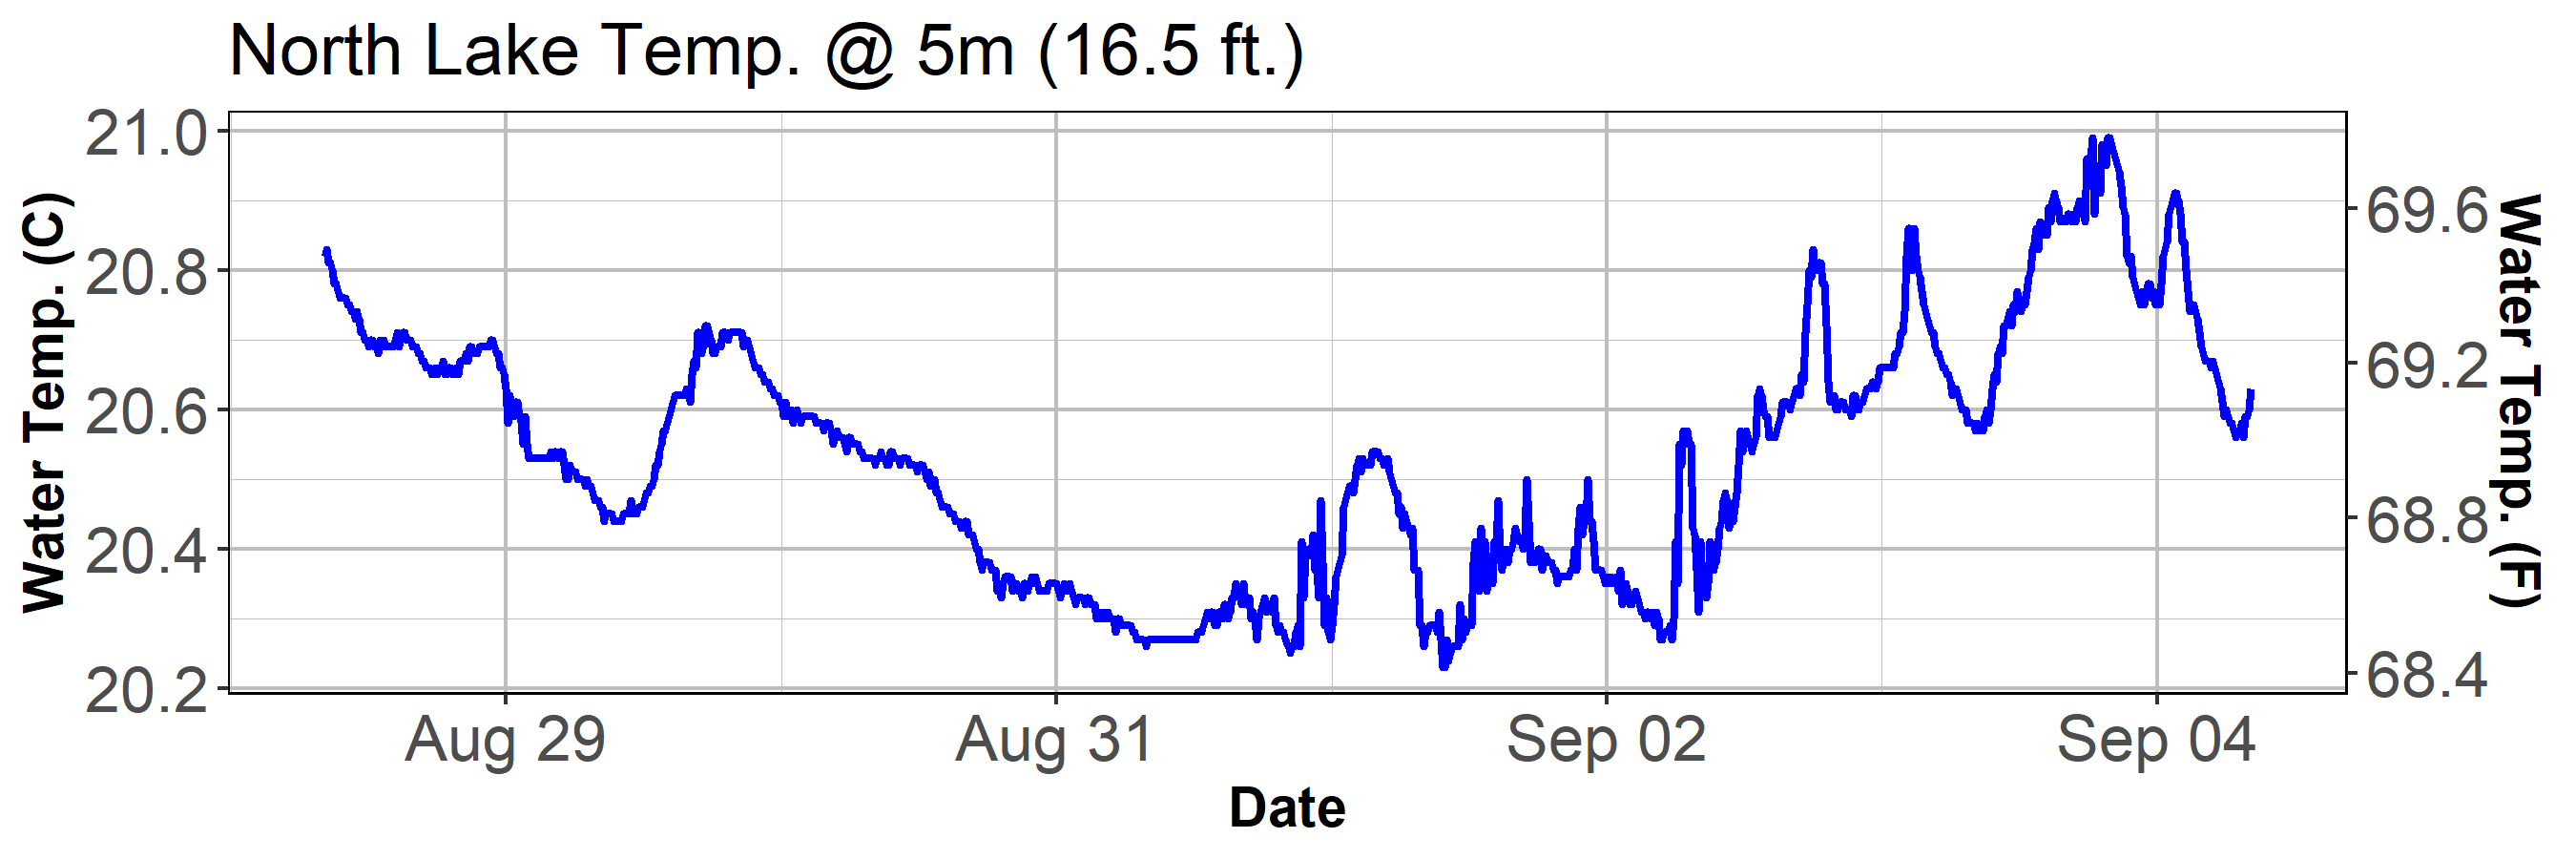 North Lake Temp. @ 5m (16.5 ft.)
Water Temp. (C)
21.0
20.8
20.6
20.4
20.2
69.6
69.2
68.8
68.4
Water Temp. (F)
Aug 29 Aug 31 Sep 02 Sep 04
Date